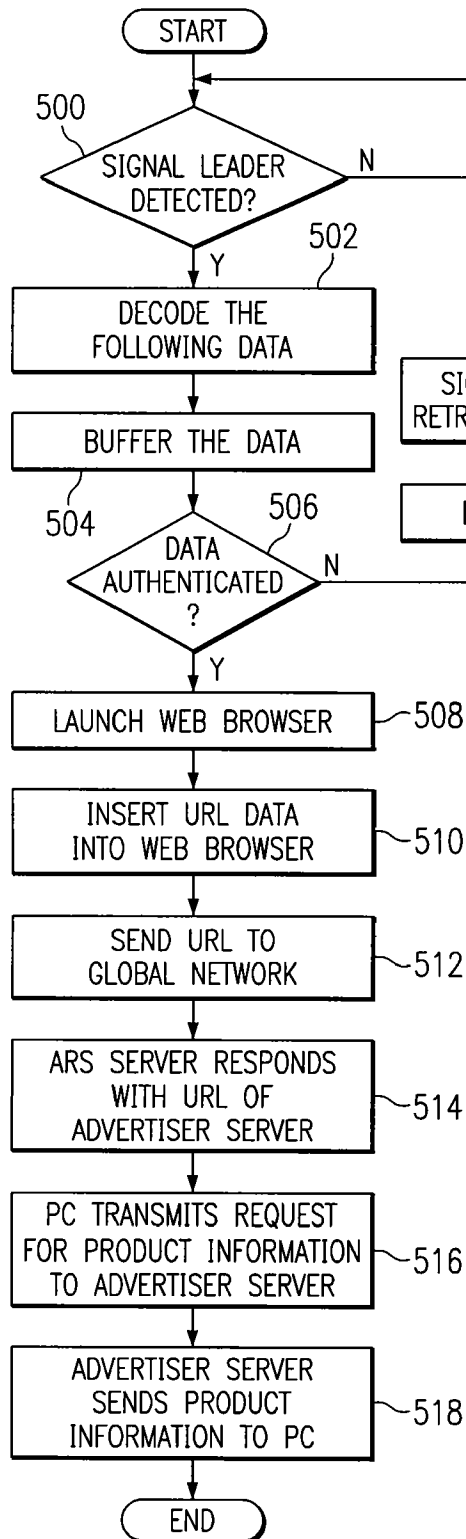 START
500
SIGNAL LEADER
DETECTED?
N
Y
502
DECODE THE
FOLLOWING DATA
BUFFER THE DATA
504
506
DATA
AUTHENTICATED
?
N
Y
LAUNCH WEB BROWSER
508
INSERT URL DATA
INTO WEB BROWSER
510
SEND URL TO
GLOBAL NETWORK
512
ARS SERVER RESPONDS
WITH URL OF
ADVERTISER SERVER
514
PC TRANSMITS REQUEST
FOR PRODUCT INFORMATION
TO ADVERTISER SERVER
516
ADVERTISER SERVER
SENDS PRODUCT
INFORMATION TO PC
518
END